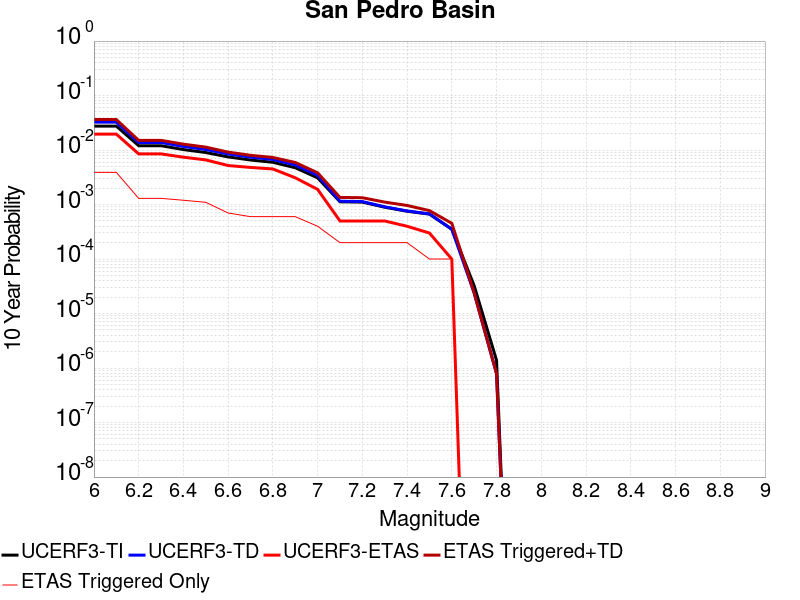 San Pedro Basin
10^0
10^-1
10^-2
10^-3
10^-4
10^-5
10^-6
10^-7
10^-8
10 Year Probability
6 6.2 6.4 6.6 6.8 7 7.2 7.4 7.6 7.8 8 8.2 8.4 8.6 8.8 9
Magnitude
UCERF3-TI UCERF3-TD UCERF3-ETAS ETAS Triggered+TD
ETAS Triggered Only